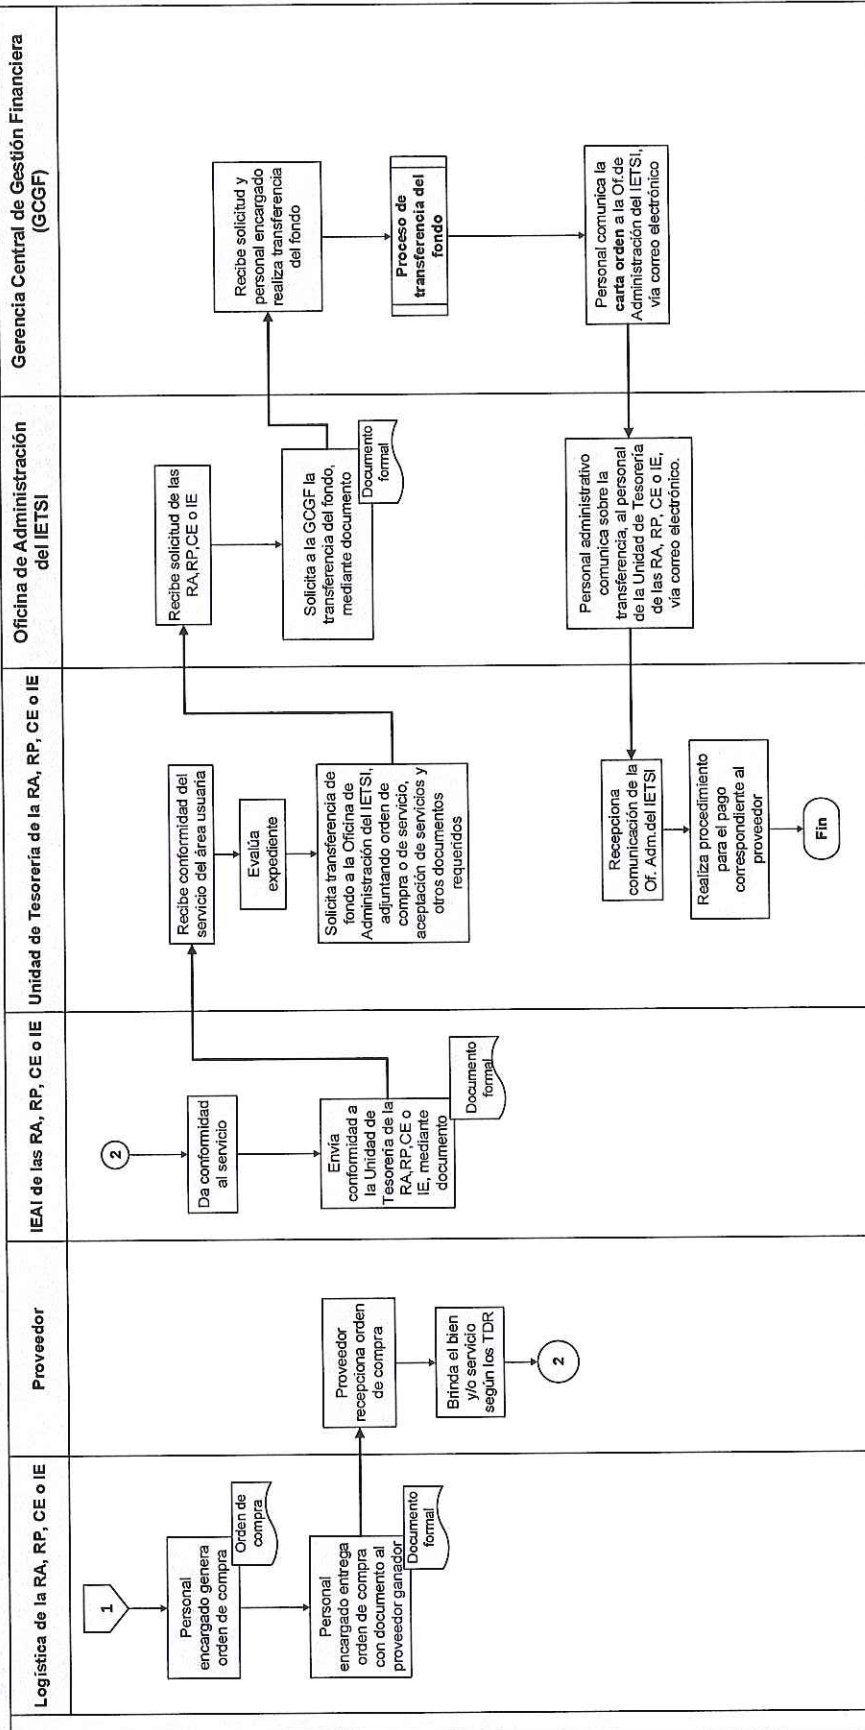 Logística de la RA, RP, CE o IE
1
Personal
encargado genera
orden de compra
Orden de
compra
Personal
encargado entrega
orden de compra
con documento al
proveedor ganador
Documento
formal
Proveedor
Proveedor
recepciona orden
de compra
Brinda el bien
y/o servicio
según los TDR
2
IEAI de las RA, RP, CE o IE
2
Da conformidad
al servicio
Envía
conformidad a
la Unidad de
Tesorería de la
RA,RP,CE o
IE, mediante
documento
Documento
formal
Unidad de Tesorería de la RA, RP, CE o IE
Recibe conformidad del
servicio del área usuaria
Evalúa
expediente
Solicita transferencia de
fondo a la Oficina de
Administración del IETSI,
adjuntando orden de
compra o de servicio,
aceptación de servicios y
otros documentos
requeridos
Recepciona
comunicación de la
Of. Adm.del IETSI
Realiza procedimiento
para el pago
correspondiente al
proveedor
Fin
Oficina de Administración
del IETSI
Recibe solicitud de las
RA,RP,CE o IE
Solicita a la GCGF la
transferencia del fondo,
mediante documento
Documento
formal
Personal administrativo
comunica sobre la
transferencia, al personal
de la Unidad de Tesorería
de las RA, RP, CE o IE,
vía correo electrónico.
Gerencia Central de Gestión Financiera
(GCGF)
Recibe solicitud y
personal encargado
realiza transferencia
del fondo
Proceso de
transferencia del
fondo
Personal comunica la
carta orden a la Of.de
Administración del IETSI,
vía correo electrónico